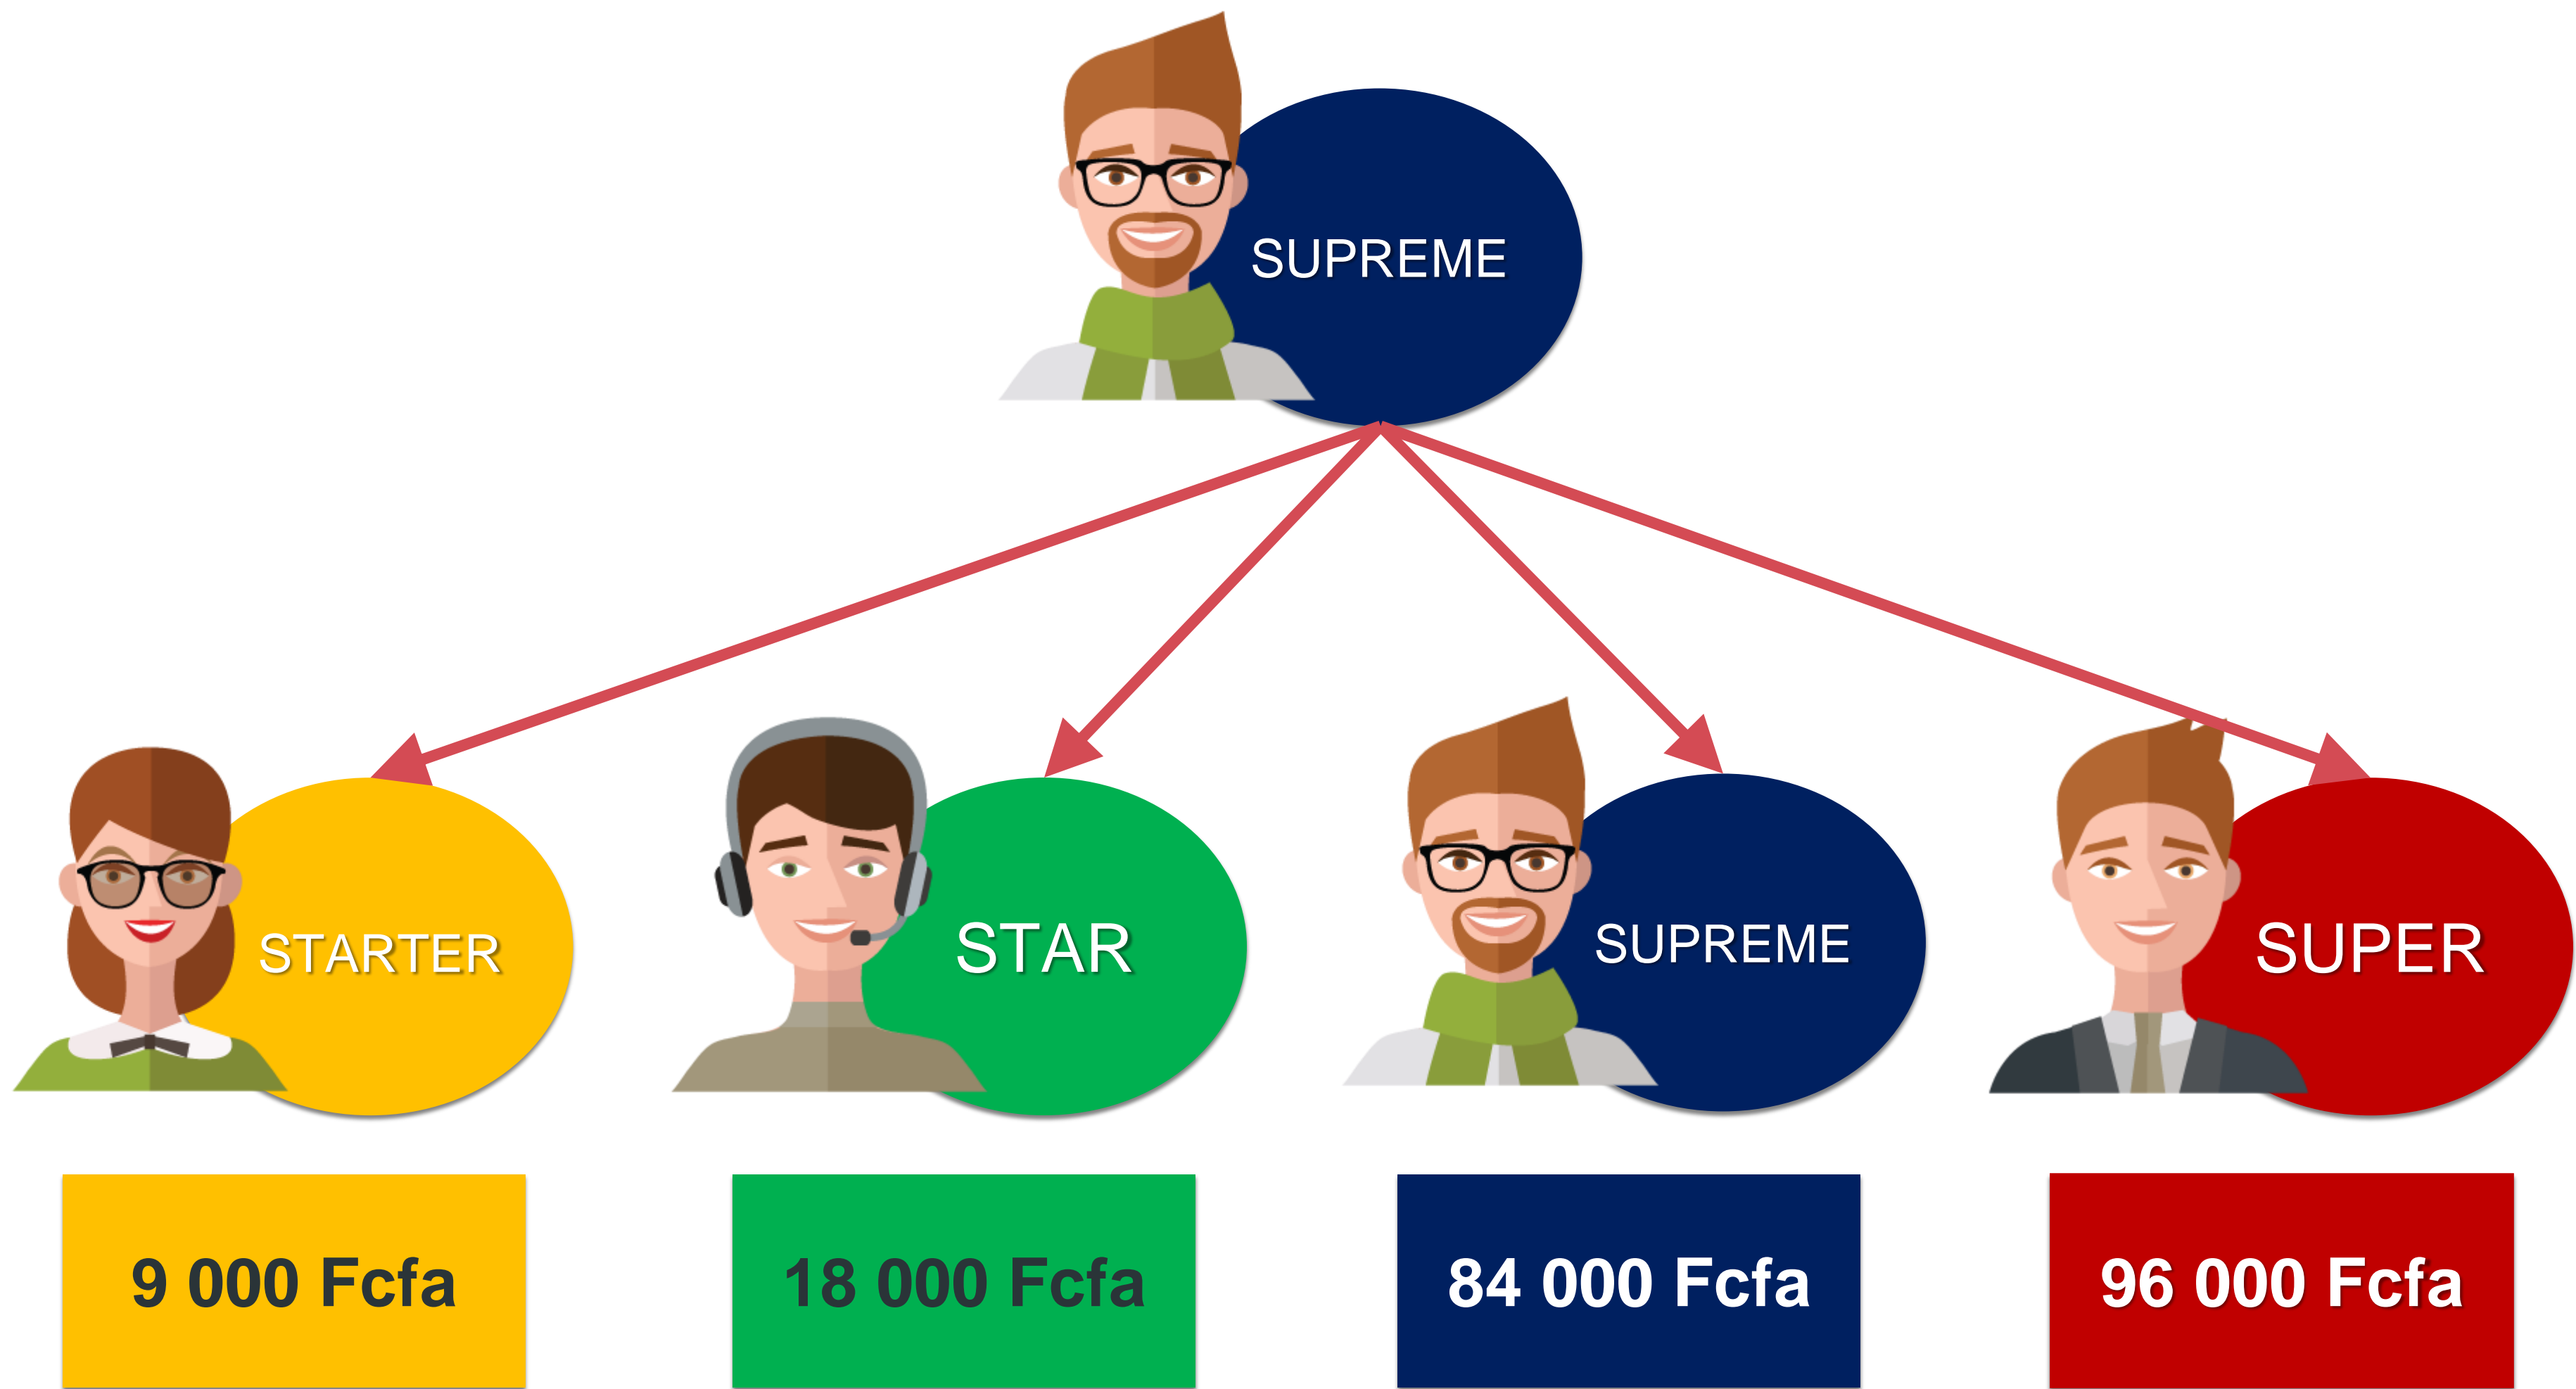 SUPREME
STARTER
STAR
SUPREME
SUPER
9 000 Fcfa
18 000 Fcfa
84 000 Fcfa
96 000 Fcfa